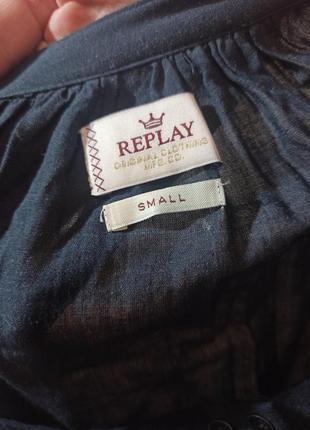 REPLAY
ORIGINAL CLOTHING
MFG.CO.
SMALL